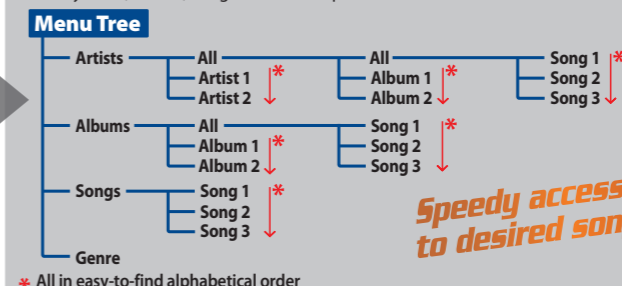 Menu Tree
Artists All All Song 1 *
Artist 1 * Album 1 * Song 2
Artist 2 Album 2 Song 3
Albums All Song 1 *
Album 1 * Song 2
Album 2 Song 3
Songs Song 1 *
Song 2
Song 3
Genre
Speedy access
to desired
* All in easy-to-find alphabetical order